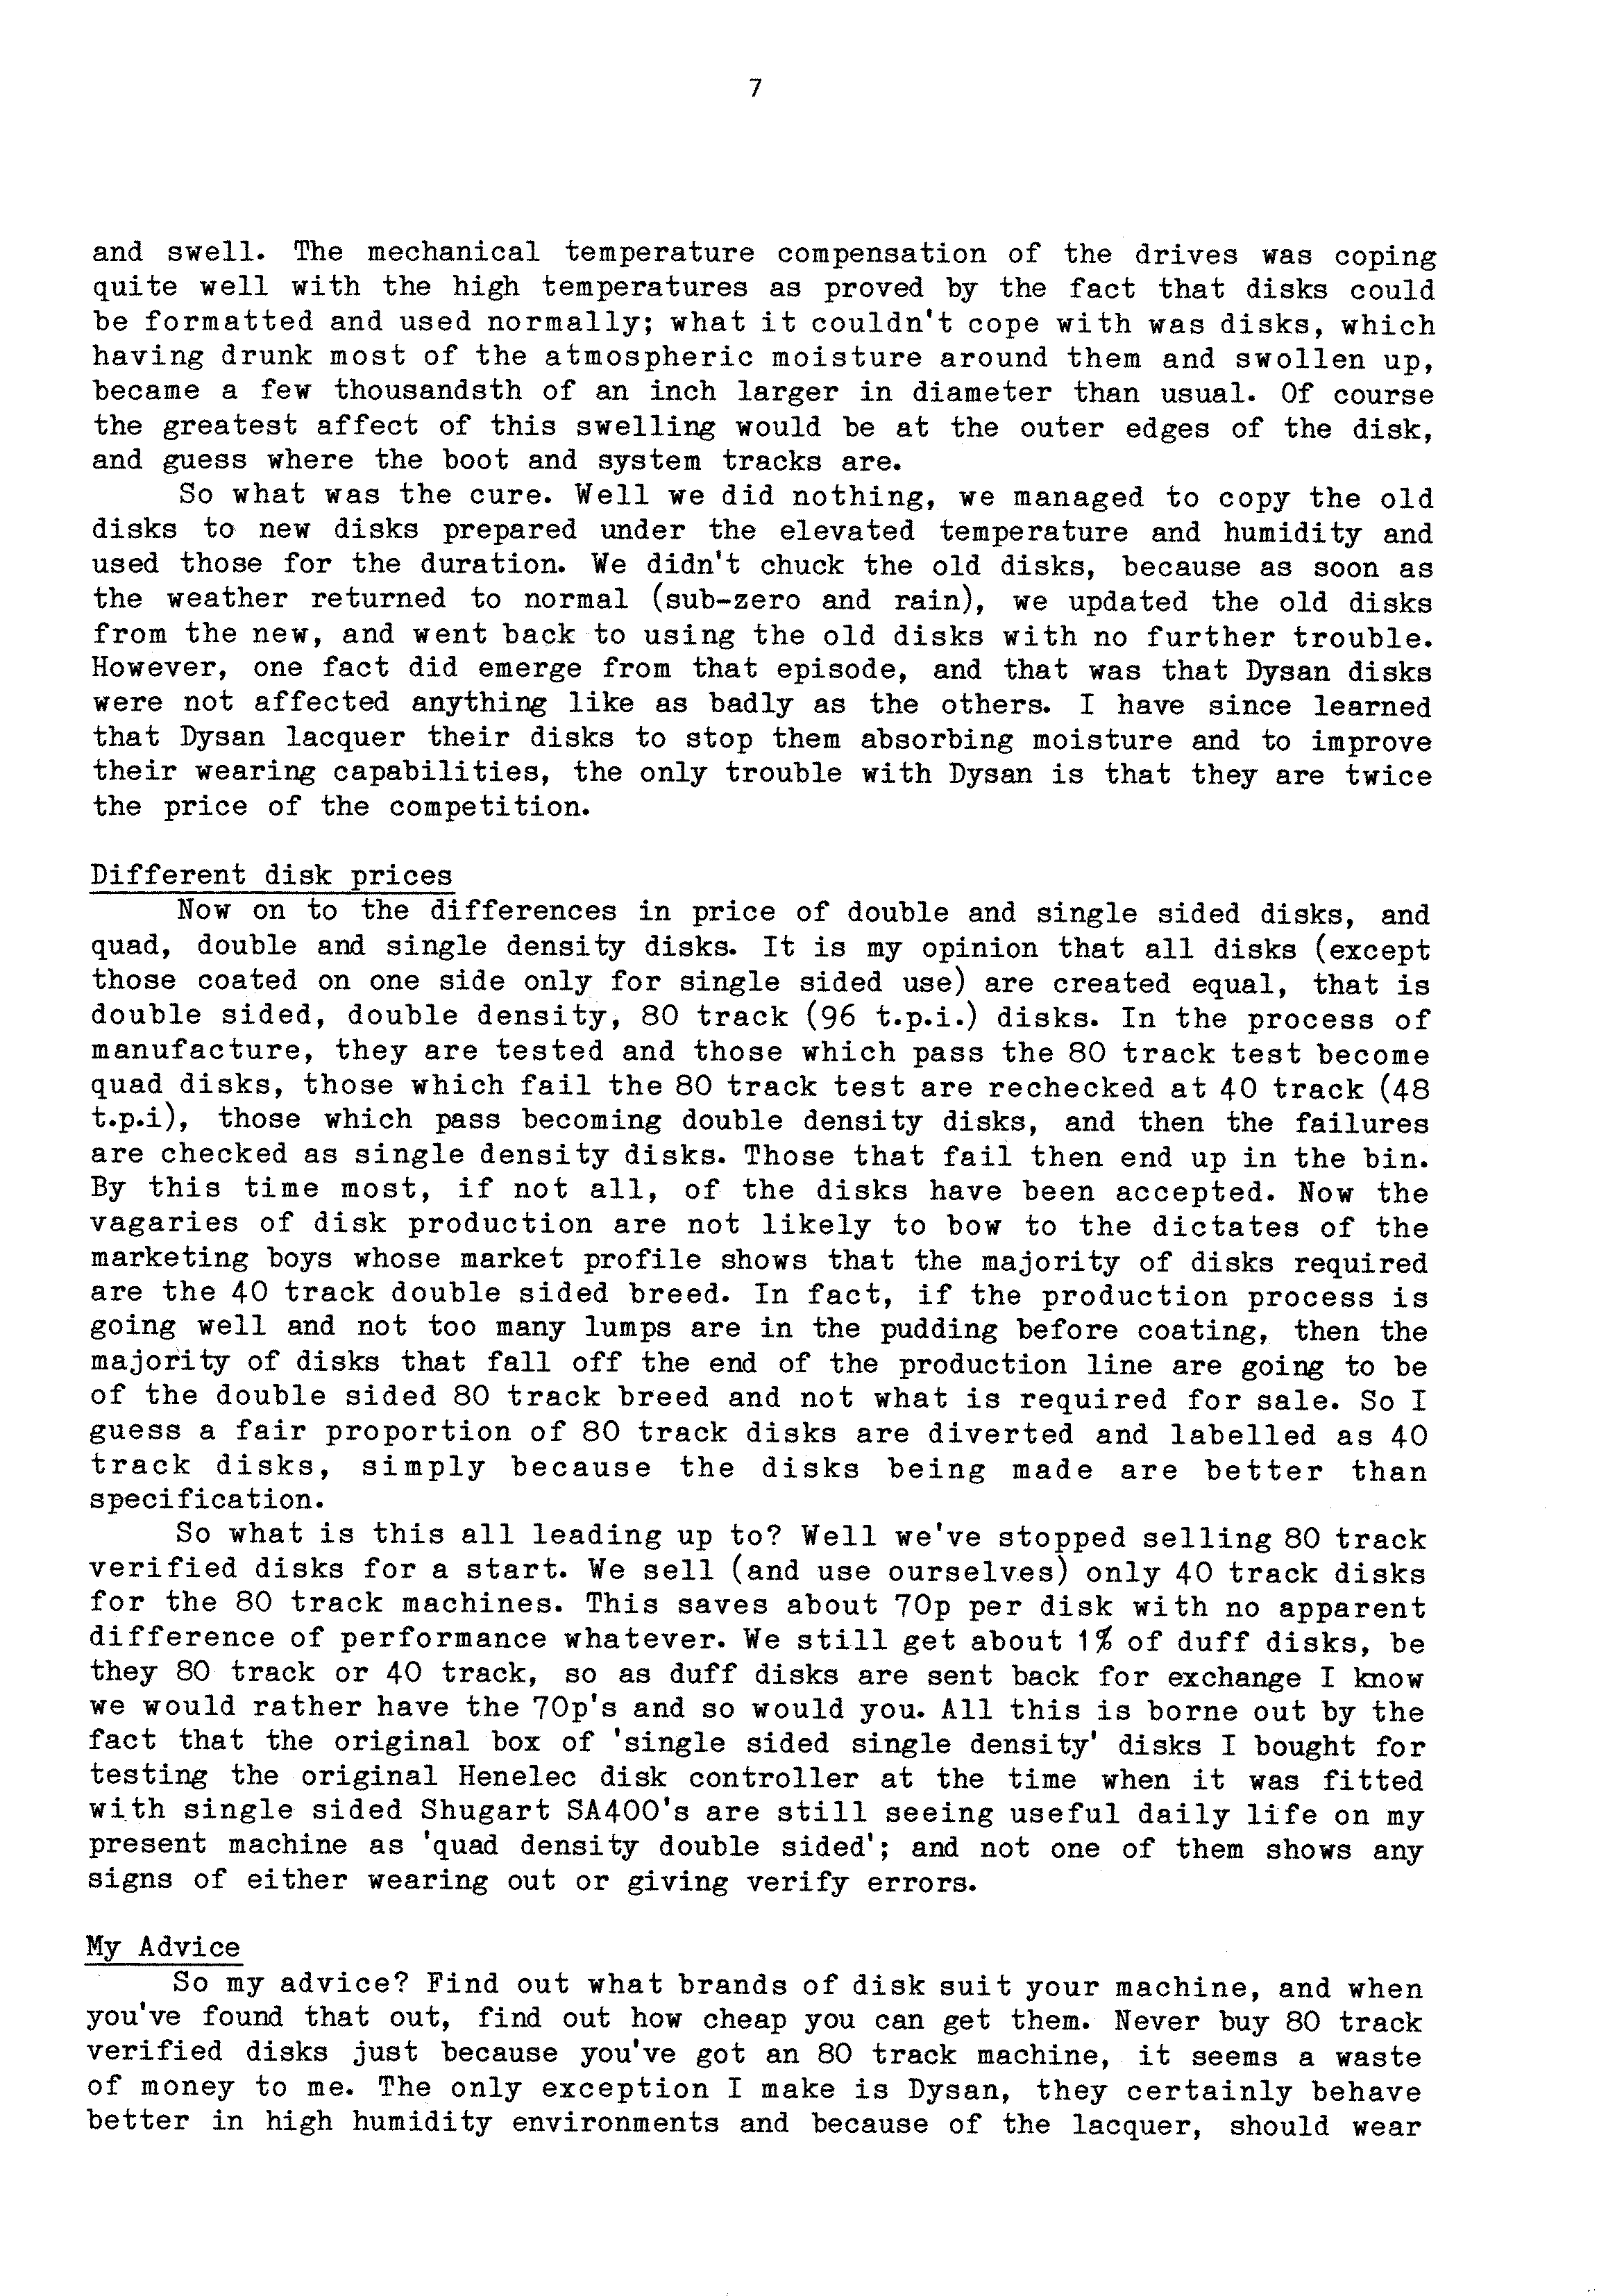 7
and swell. The mechanical temperature compensation of the drives was coping
quite well with the high temperatures as proved by the fact that disks could
be formatted and used normally; what it couldn't cope with was disks, which
having drunk most of the atmospheric moisture around them and swollen up,
became a few thousandsth of an inch larger in diameter than usual. Of course
the greatest affect of this swelling would be at the outer edges of the disk,
and guess where the boot and system tracks are.
So what was the cure. Well we did nothing, we managed to copy the old
disks to new disks prepared under the elevated temperature and humidity and
used those for the duration. We didn't chuck the old disks, because as soon as
the weather returned to normal (sub-zero and rain), we updated the old disks
from the new, and went back to using the old disks with no further trouble.
However, one fact did emerge from that episode, and that was that Dysan disks
were not affected anything like as badly as the others. I have since learned
that Dysan lacquer their disks to stop them absorbing moisture and to improve
their wearing capabilities, the only trouble with Dysan is that they are twice
the price of the competition.
Different disk prices
Now on to the differences in price of double and single sided disks, and
quad, double and single density disks. It is my opinion that all disks (except
those coated on one side only for single sided use) are created equal, that is
double sided, double density, 80 track (96 t.p.i.) disks. In the process of
manufacture, they are tested and those which pass the 80 track test become
quad disks, those which fail the 80 track test are rechecked at 40 track (48
t.p.i), those which pass becoming double density disks, and then the failures
are checked as single density disks. Those that fail then end up in the bin.
By this time most, if not all, of the disks have been accepted. Now the
vagaries of disk production are not likely to bow to the dictates of the
marketing boys whose market profile shows that the majority of disks required
are the 40 track double sided breed. In fact, if the production process is
going well and not too many lumps are in the pudding before coating, then the
majority of disks that fall off the end of the production line are going to be
of the double sided 80 track breed and not what is required for sale. So I
guess a fair proportion of 80 track disks are diverted and labelled as 40
track disks, simply because the disks being made are better than
specification.
So what is this all leading up to? Well we've stopped selling 80 track
verified disks for a start. We sell (and use ourselves) only 40 track disks
for the 80 track machines. This saves about 70p per disk with no apparent
difference of performance whatever. We still get about 1% of duff disks, be
they 80 track or 40 track, so as duff disks are sent back for exchange I know
we would rather have the 70p's and so would you. All this is borne out by the
fact that the original box of 'single sided single density' disks I bought for
testing the original Henelec disk controller at the time when it was fitted
with single sided Shugart SA400's are still seeing useful daily life on my
present machine as 'quad density double sided'; and not one of them shows any
signs of either wearing out or giving verify errors.
My Advice
So my advice? Find out what brands of disk suit your machine, and when
you've found that out, find out how cheap you can get them. Never buy 80 track
verified disks just because you've got an 80 track machine, it seems a waste
of money to me. The only exception I make is Dysan, they certainly behave
better in high humidity environments and because of the lacquer, should wear